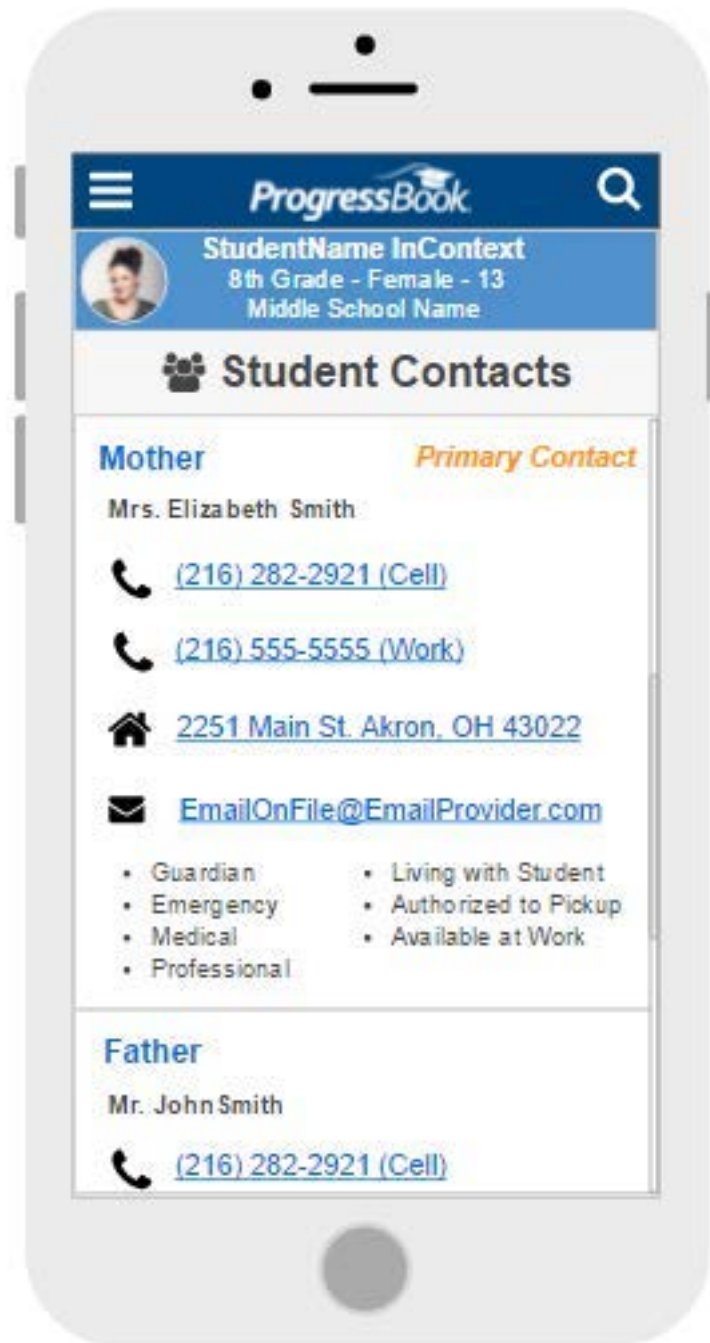 ProgressBook
StudentName InContext
8th Grade - Female - 13
Middle School Name
Student Contacts
Mother Primary Contact
Mrs. Elizabeth Smith
(216) 282-2921 (Cell)
(216) 555-5555 (Work)
2251 Main St. Akron, OH 43022
EmailOnFile@EmailProvider.com
• Guardian • Living with Student
• Emergency • Authorized to Pickup
• Medical • Available at Work
• Professional
Father
Mr. John Smith
(216) 282-2921 (Cell)